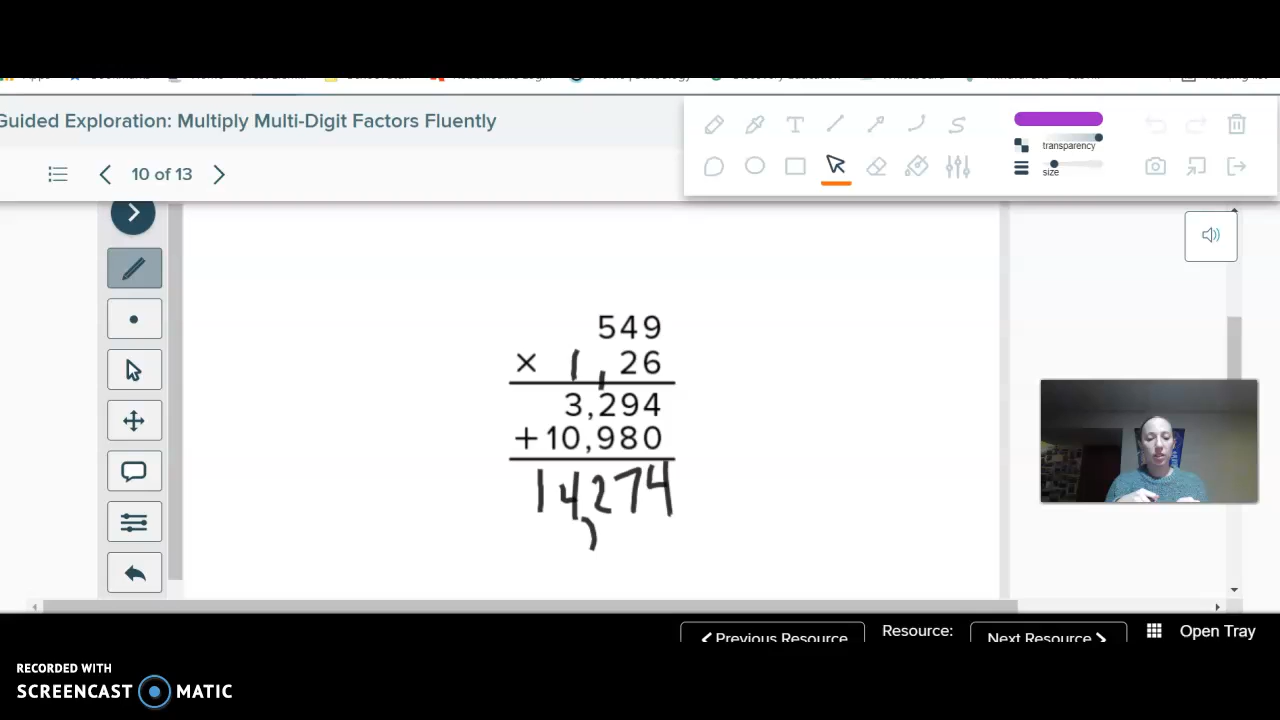 Guided Exploration: Multiply Multi-Digit Factors Fluently
10 of 13
T
transparency
size
549
× 1 , 26
3,294
+10,980
14,274
Previous Resource
Resource:
Next Resource
Open Tray
RECORDED WITH
SCREENCAST MATIC